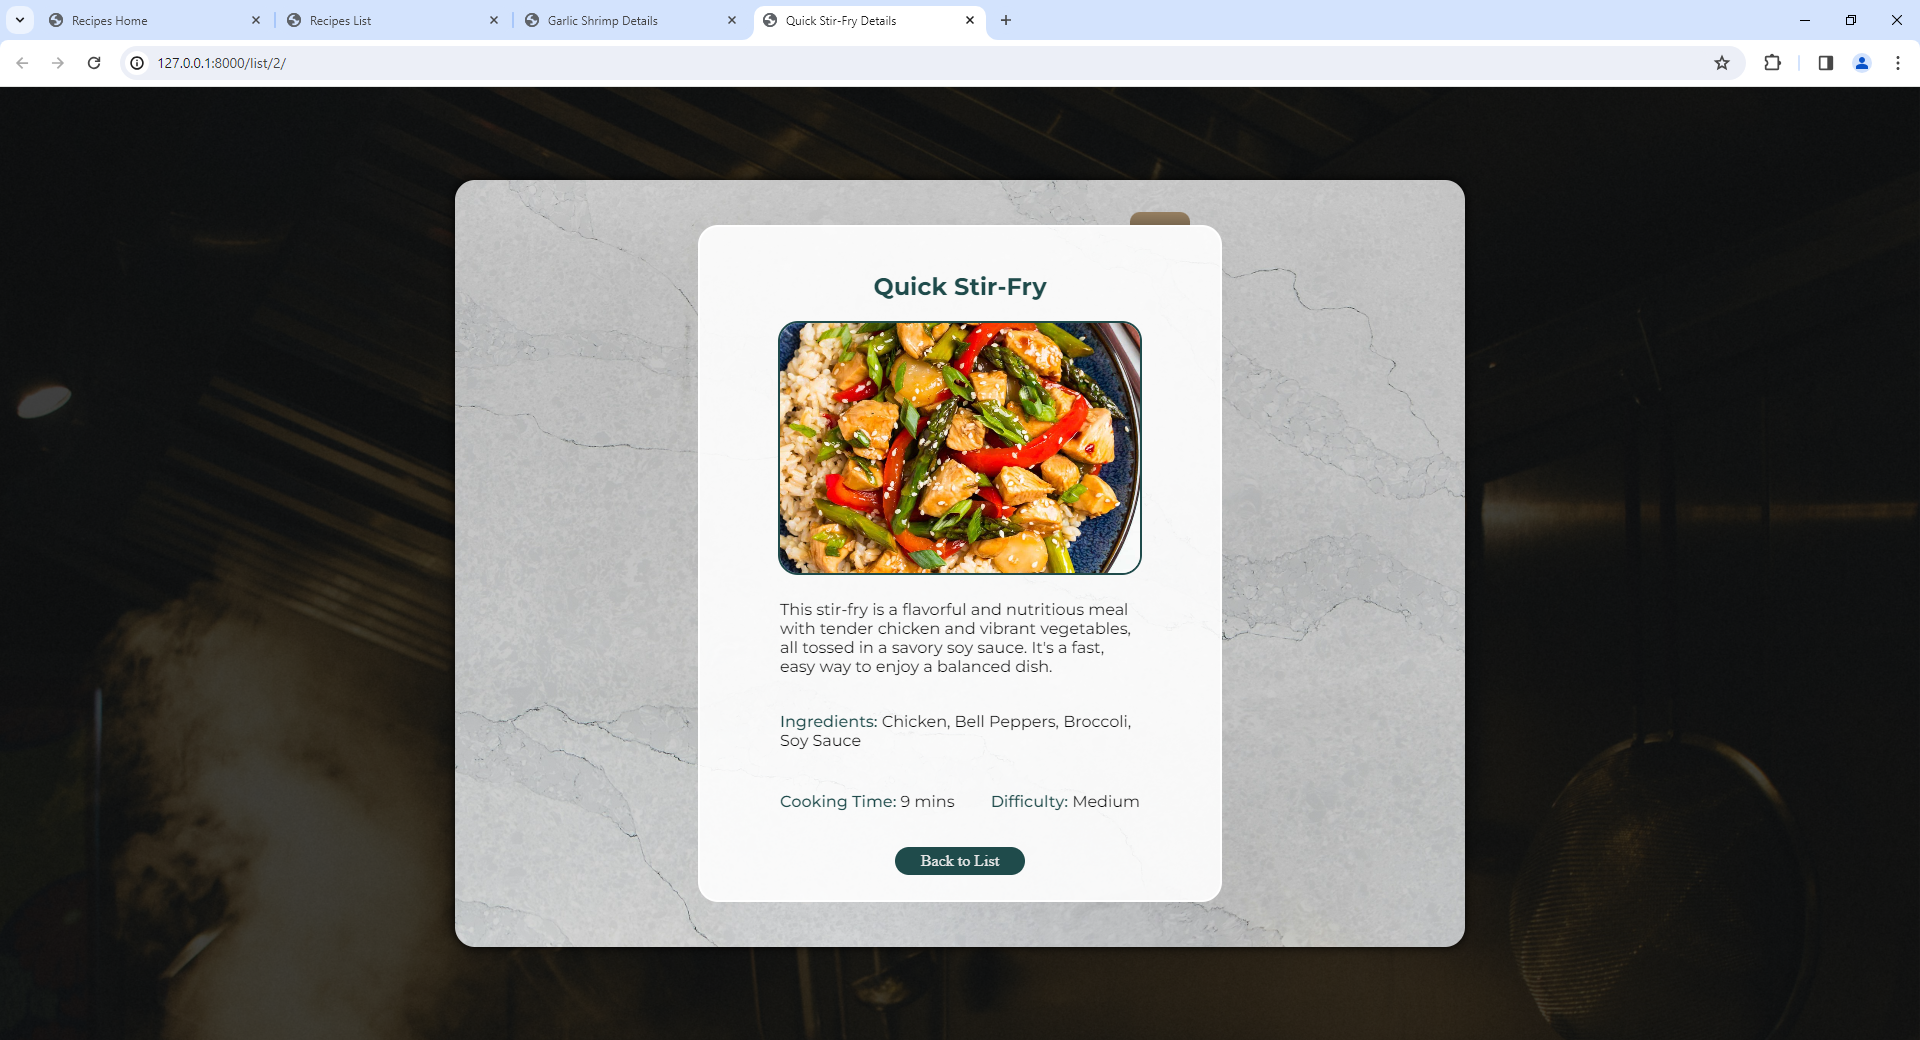 Recipes Home
Recipes List
Garlic Shrimp Details
Quick Stir-Fry Details
127.0.0.1:8000/list/2/
Quick Stir-Fry
This stir-fry is a flavorful and nutritious meal
with tender chicken and vibrant vegetables,
all tossed in a savory soy sauce. It's a fast,
easy way to enjoy a balanced dish.
Ingredients: Chicken, Bell Peppers, Broccoli,
Soy Sauce
Cooking Time: 9 mins
Difficulty: Medium
Back to List